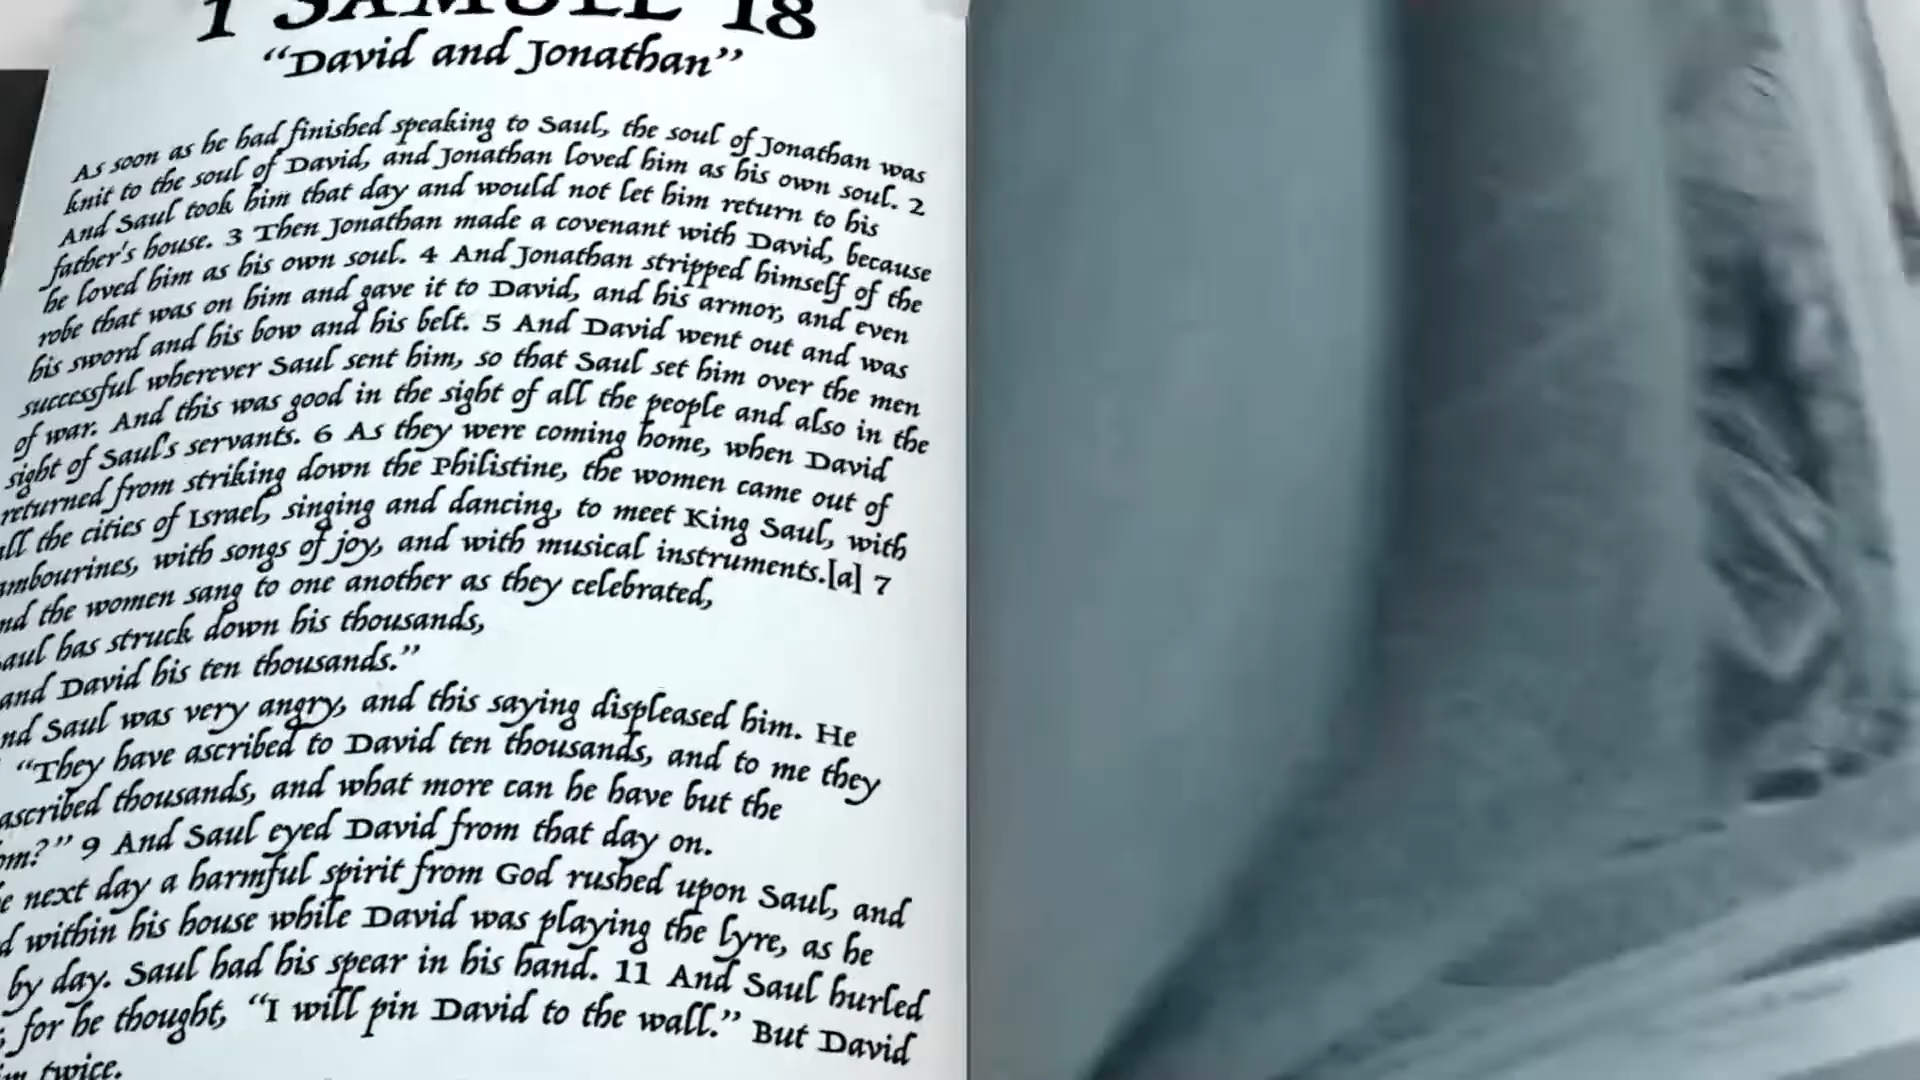 1 SAMUEL 18
“David and Jonathan”
As soon as he had finished speaking to Saul, the soul of Jonathan was
knit to the soul of David, and Jonathan loved him as his own soul. 2
And Saul took him that day and would not let him return to his
father's house. 3 Then Jonathan made a covenant with David, because
he loved him as his own soul. 4 And Jonathan stripped himself of the
robe that was on him and gave it to David, and his armor, and even
his sword and his bow and his belt. 5 And David went out and was
successful wherever Saul sent him, so that Saul set him over the men
of war. And this was good in the sight of all the people and also in the
sight of Saul's servants. 6 As they were coming home, when David
returned from striking down the Philistine, the women came out of
all the cities of Israel, singing and dancing, to meet King Saul, with
ambourines, with songs of joy, and with musical instruments.[a] 7
nd the women sang to one another as they celebrated,
aul has struck down his thousands,
and David his ten thousands.”
nd Saul was very angry, and this saying displeased him. He
“They have ascribed to David ten thousands, and to me they
ascribed thousands, and what more can he have but the
om?” 9 And Saul eyed David from that day on.
e next day a harmful spirit from God rushed upon Saul, and
d within his house while David was playing the lyre, as he
by day. Saul had his spear in his hand. 11 And Saul hurled
, for he thought, “I will pin David to the wall.” But David
m twice.